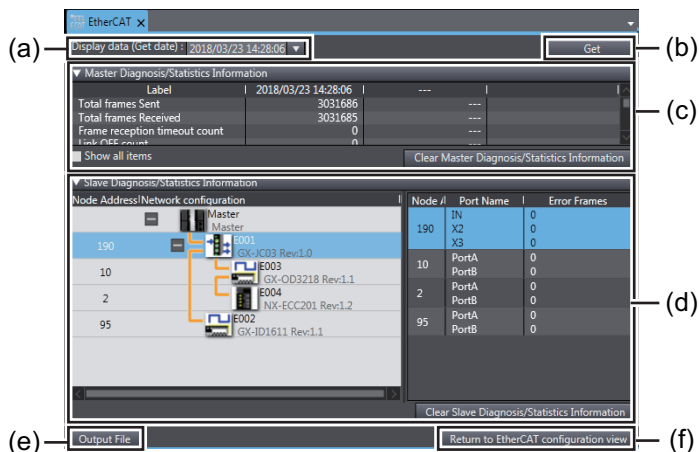 EtherCAT
(a)
Display data (Get date) : 2018/03/23 14:28:06
Get
(b)
Master Diagnosis/Statistics Information
Label 2018/03/23 14:28:06 ---
Total frames Sent 3031686 ---
Total frames Received 3031685 ---
Frame reception timeout count 0 ---
Link OFF count 0 ---
Show all items
Clear Master Diagnosis/Statistics Information
(c)
Slave Diagnosis/Statistics Information
Node Address Network configuration
Master
Master
190 E001
GX-JC03 Rev:1.0
10 E003
GX-OD3218 Rev:1.1
2 E004
NX-ECC201 Rev:1.2
95 E002
GX-ID1611 Rev:1.1
Node A Port Name Error Frames
190 IN 0
X2 0
X3 0
10 PortA 0
PortB 0
2 PortA 0
PortB 0
95 PortA 0
PortB 0
Clear Slave Diagnosis/Statistics Information
(d)
(e)
Output File
Return to EtherCAT configuration view
(f)